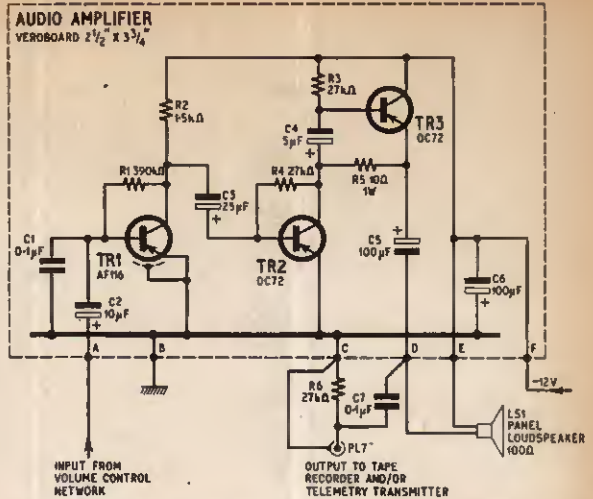 AUDIO AMPLIFIER
VEROBOARD 2½" X 3¾"
R2
1·5kΩ
R3
27kΩ
TR3
OC72
C4
5μF
+
R1 390kΩ
C3
25μF
+
R4 27kΩ
R5 10Ω
1W
C1
0·1μF
TR1
AF116
TR2
OC72
+
C5
100μF
C6
100μF
+
C2
10μF
+
A
B
C
D
E
F
R6
27kΩ
C7
0·1μF
-12V
PL7
LS1
PANEL
LOUDSPEAKER
100Ω
INPUT FROM
VOLUME CONTROL
NETWORK
OUTPUT TO TAPE
RECORDER AND/OR
TELEMETRY TRANSMITTER